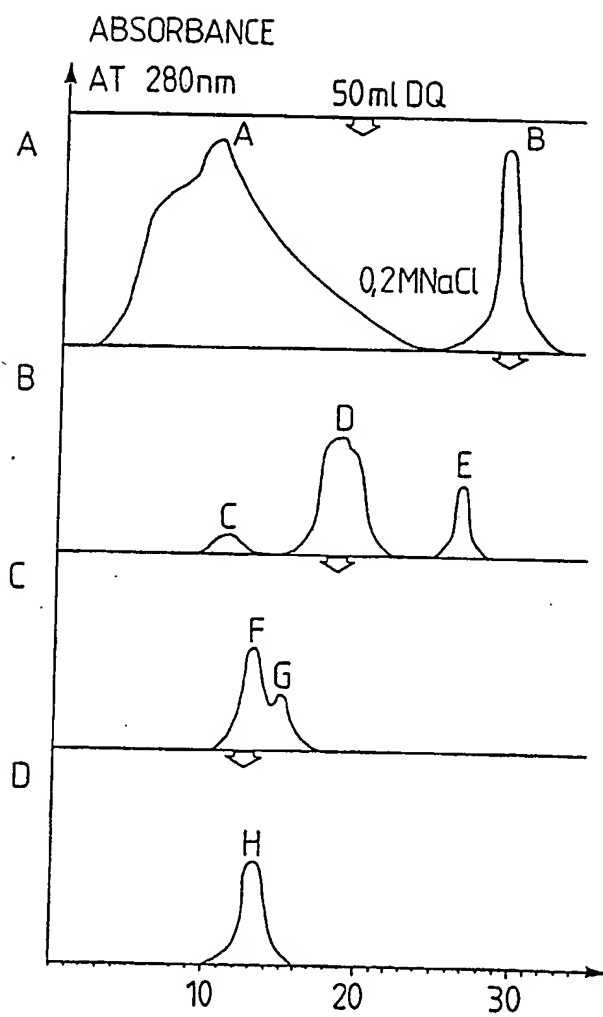 ABSORBANCE
AT 280nm
50ml DQ
A
A
B
0,2MNaCl
B
D
E
C
C
F
G
D
H
10 20 30